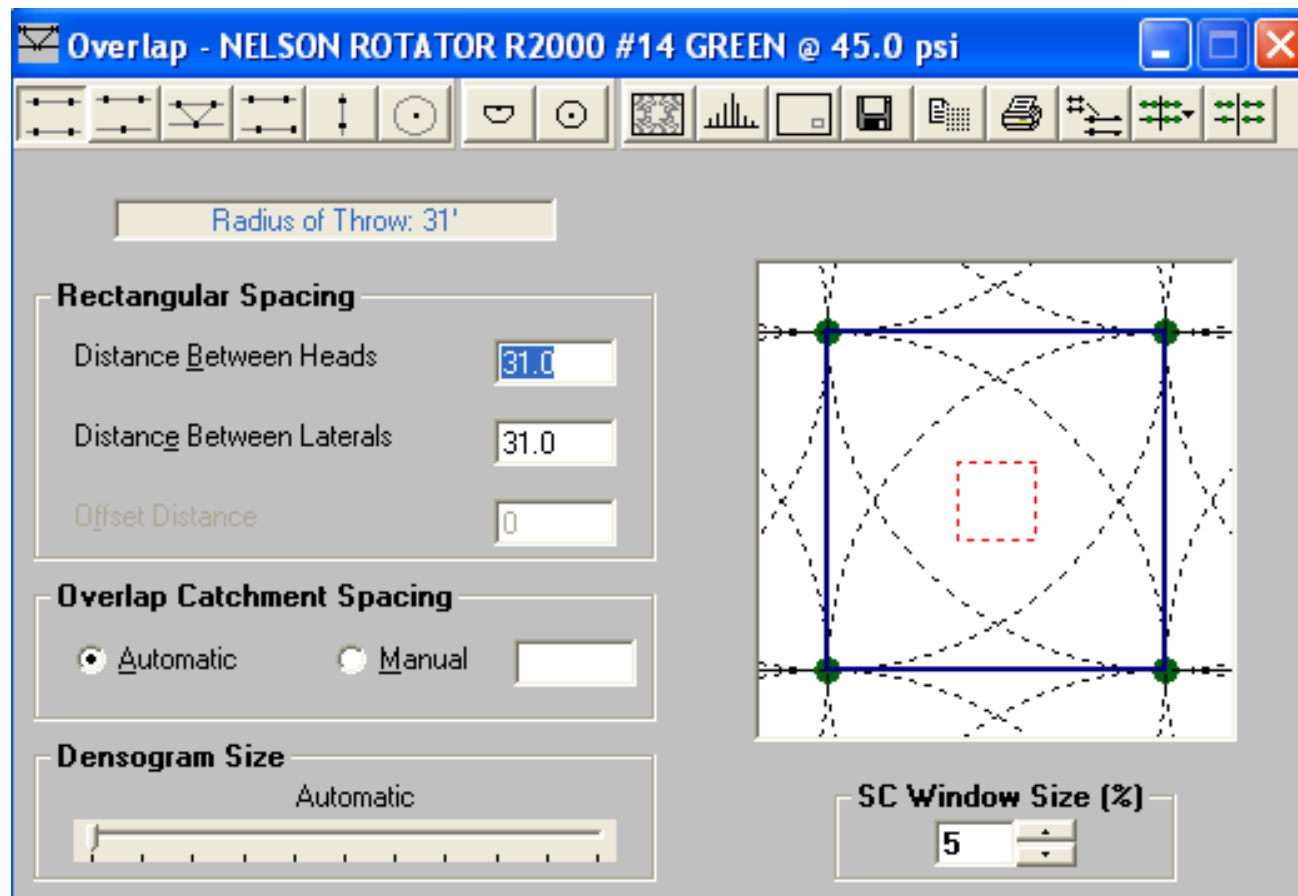 Overlap - NELSON ROTATOR R2000 #14 GREEN @ 45.0 psi
Radius of Throw: 31'
Rectangular Spacing
Distance Between Heads 31.0
Distance Between Laterals 31.0
Offset Distance 0
Overlap Catchment Spacing
Automatic Manual
Densogram Size
Automatic
SC Window Size (%)
5